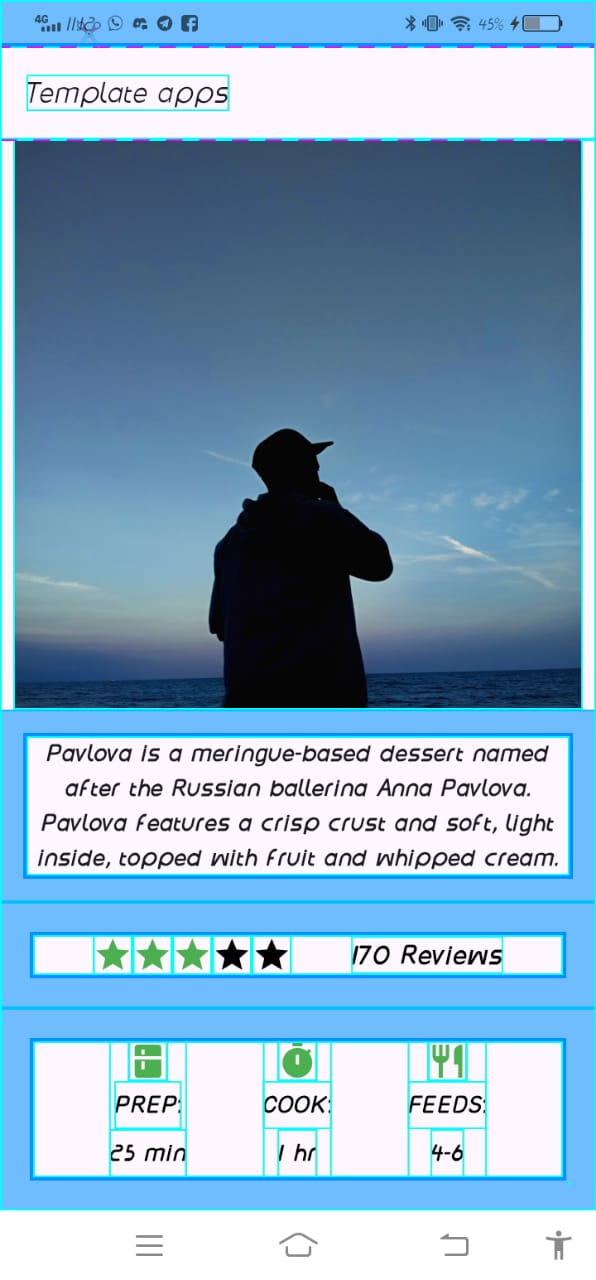 4G
45%
Template apps
Pavlova is a meringue-based dessert named
after the Russian ballerina Anna Pavlova.
Pavlova features a crisp crust and soft, light
inside, topped with fruit and whipped cream.
170 Reviews
PREP: COOK: FEEDS:
25 min 1 hr 4-6